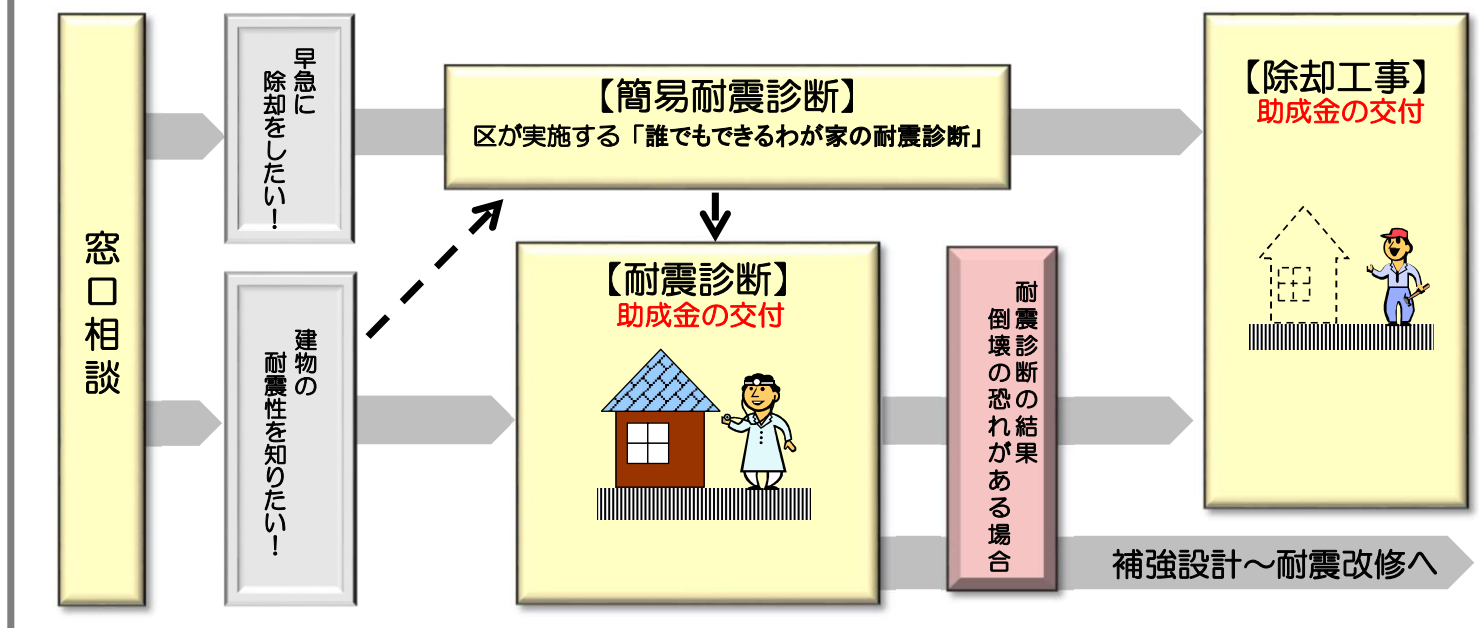 窓口相談
早急に
除却をしたい！
建物の
耐震性を知りたい！
【簡易耐震診断】
区が実施する「誰でもできるわが家の耐震診断」
【耐震診断】
助成金の交付
耐震診断の結果
倒壊の恐れがある場合
【除却工事】
助成金の交付
補強設計～耐震改修へ